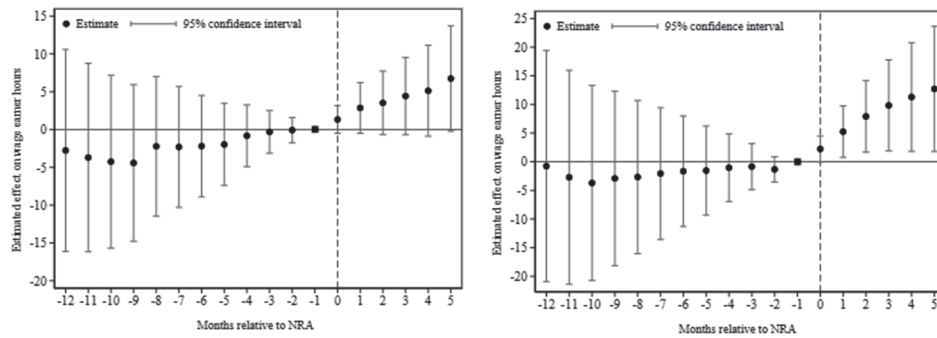 Estimate 95% confidence interval
Estimated effect on wage earner hours
15
10
5
0
-5
-10
-15
-20
-12 -11 -10 -9 -8 -7 -6 -5 -4 -3 -2 -1 0 1 2 3 4 5
Months relative to NRA
Estimate 95% confidence interval
Estimated effect on wage earner hours
25
20
15
10
5
0
-5
-10
-15
-20
-12 -11 -10 -9 -8 -7 -6 -5 -4 -3 -2 -1 0 1 2 3 4 5
Months relative to NRA